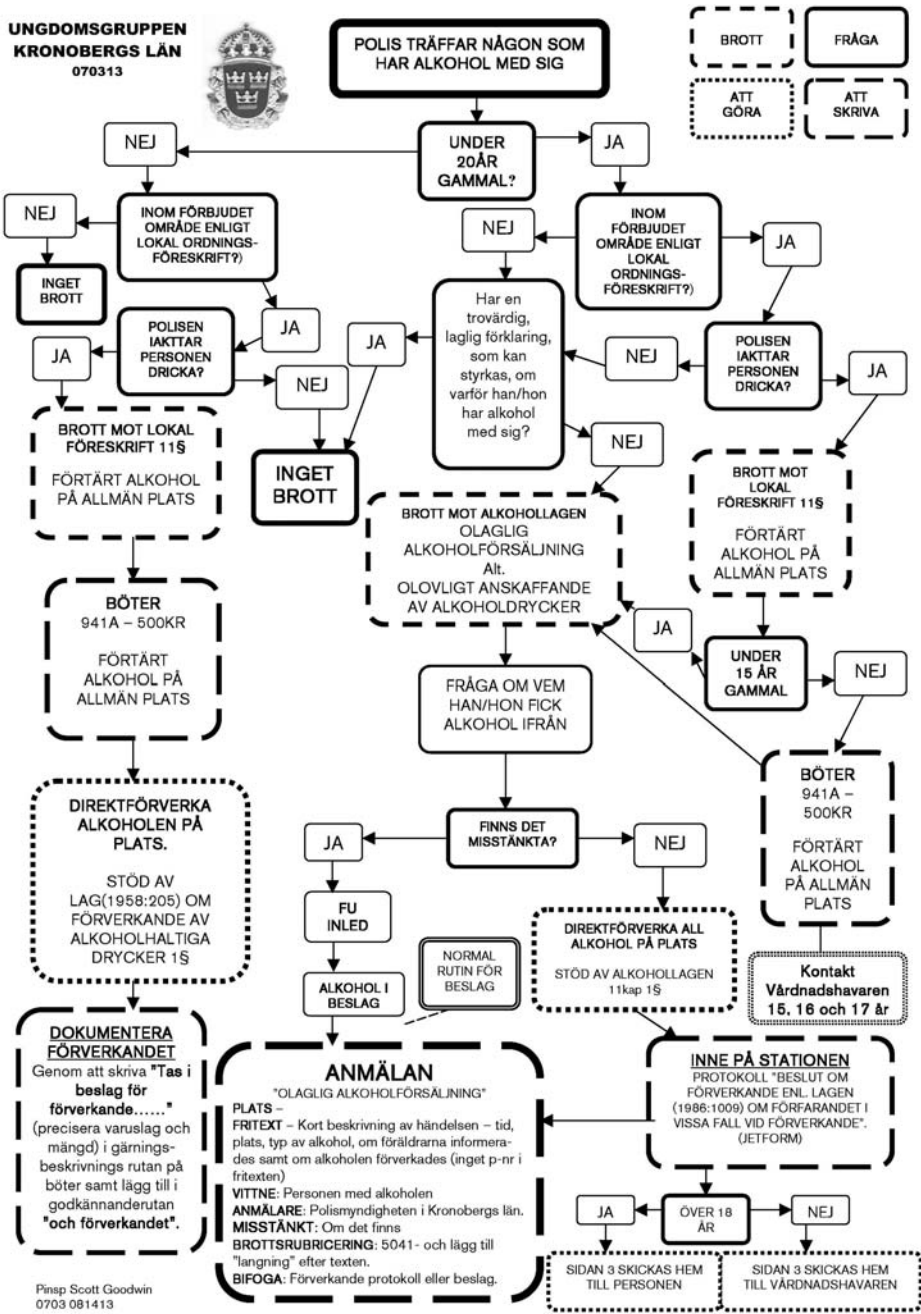 UNGDOMSGRUPPEN
KRONOBERGS LÄN
070313
POLIS TRÄFFAR NÅGON SOM
HAR ALKOHOL MED SIG
BROTT
FRÅGA
ATT
GÖRA
ATT
SKRIVA
NEJ
UNDER
20ÅR
GAMMAL?
JA
NEJ
INOM FÖRBJUDET
OMRÅDE ENLIGT
LOKAL ORDNINGS-
FÖRESKRIFT?)
NEJ
INOM
FÖRBJUDET
OMRÅDE ENLIGT
LOKAL
ORDNINGS-
FÖRESKRIFT?)
JA
INGET
BROTT
JA
POLISEN
IAKTTAR
PERSONEN
DRICKA?
JA
NEJ
JA
Har en
trovärdig,
laglig förklaring,
som kan
styrkas, om
varför han/hon
har alkohol
med sig?
NEJ
POLISEN
IAKTTAR
PERSONEN
DRICKA?
JA
NEJ
BROTT MOT LOKAL
FÖRESKRIFT 11§
FÖRTÄRT ALKOHOL
PÅ ALLMÄN PLATS
INGET
BROTT
BROTT MOT ALKOHOLLAGEN
OLAGLIG
ALKOHOLFÖRSÄLJNING
Alt.
OLOVLIGT ANSKAFFANDE
AV ALKOHOLDRYCKER
BROTT MOT
LOKAL
FÖRESKRIFT 11§
FÖRTÄRT
ALKOHOL PÅ
ALLMÄN PLATS
BÖTER
941A – 500KR
FÖRTÄRT
ALKOHOL PÅ
ALLMÄN PLATS
JA
UNDER
15 ÅR
GAMMAL
NEJ
FRÅGA OM VEM
HAN/HON FICK
ALKOHOL IFRÅN
BÖTER
941A –
500KR
FÖRTÄRT
ALKOHOL
PÅ ALLMÄN
PLATS
DIREKTFÖRVERKA
ALKOHOLEN PÅ
PLATS.
STÖD AV
LAG(1958:205) OM
FÖRVERKANDE AV
ALKOHOLHALTIGA
DRYCKER 1§
JA
FINNS DET
MISSTÄNKTA?
NEJ
FU
INLED
NORMAL
RUTIN FÖR
BESLAG
DIREKTFÖRVERKA ALL
ALKOHOL PÅ PLATS
STÖD AV ALKOHOLLAGEN
11kap 1§
Kontakt
Vårdnadshavaren
15, 16 och 17 år
ALKOHOL I
BESLAG
DOKUMENTERA
FÖRVERKANDET
Genom att skriva "Tas i
beslag för
förverkande......"
(precisera varuslag och
mängd) i gärnings-
beskrivnings rutan på
böter samt lägg till i
godkännanderutan
"och förverkandet".
ANMÄLAN
"OLAGLIG ALKOHOLFÖRSÄLJNING"
PLATS –
FRITEXT – Kort beskrivning av händelsen – tid,
plats, typ av alkohol, om föräldrarna informera-
des samt om alkoholen förverkades (inget p-nr i
fritexten)
VITTNE: Personen med alkoholen
ANMÄLARE: Polismyndigheten i Kronobergs län.
MISSTÄNKT: Om det finns
BROTTSRUBRICERING: 5041- och lägg till
"langning" efter texten.
BIFOGA: Förverkande protokoll eller beslag.
INNE PÅ STATIONEN
PROTOKOLL "BESLUT OM
FÖRVERKANDE ENL. LAGEN
(1986:1009) OM FÖRFARANDET I
VISSA FALL VID FÖRVERKANDE".
(JETFORM)
JA
ÖVER 18
ÅR
NEJ
SIDAN 3 SKICKAS HEM
TILL PERSONEN
SIDAN 3 SKICKAS HEM
TILL VÅRDNADSHAVAREN
Pinsp Scott Goodwin
0703 081413